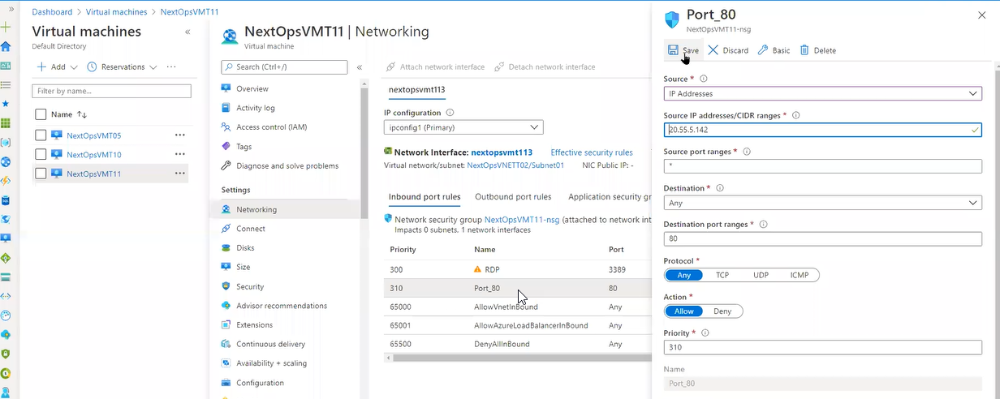 Dashboard > Virtual machines > NextOpsVMT11
Virtual machines
Default Directory
Add
Reservations
Filter by name...
Name
NextOpsVMT05
NextOpsVMT10
NextOpsVMT11
NextOpsVMT11 | Networking
Virtual machine
Search (Ctrl+/)
Overview
Activity log
Access control (IAM)
Tags
Diagnose and solve problems
Settings
Networking
Connect
Disks
Size
Security
Advisor recommendations
Extensions
Continuous delivery
Availability + scaling
Configuration
Attach network interface
Detach network interface
nextopsvmt113
IP configuration
ipconfig1 (Primary)
Network Interface: nextopsvmt113 Effective security rules
Virtual network/subnet: NextOpsVNETT02/Subnet01 NIC Public IP: -
Inbound port rules Outbound port rules Application security gr
Network security group NextOpsVMT11-nsg (attached to network int
Impacts 0 subnets, 1 network interfaces
Priority Name Port
300 RDP 3389
310 Port_80 80
65000 AllowVnetInBound Any
65001 AllowAzureLoadBalancerInBound Any
65500 DenyAllInBound Any
Port_80
NextOpsVMT11-nsg
Save Discard Basic Delete
Source *
IP Addresses
Source IP addresses/CIDR ranges *
20.55.5.142
Source port ranges *
*
Destination *
Any
Destination port ranges *
80
Protocol *
Any TCP UDP ICMP
Action *
Allow Deny
Priority *
310
Name
Port_80